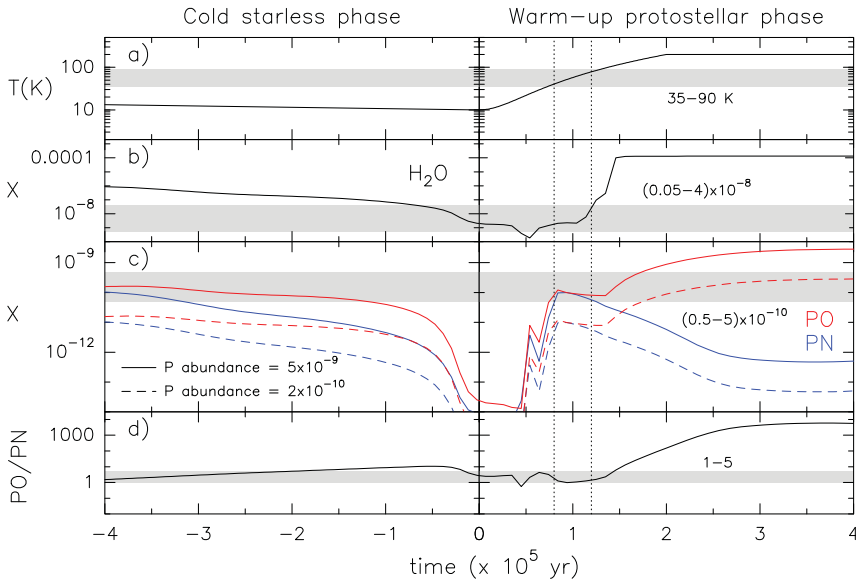 Cold starless phase
Warm-up protostellar phase
a)
T(K)
100
10
35-90 K
b)
X
0.0001
10⁻⁸
H₂O
(0.05-4)x10⁻⁸
c)
X
10⁻⁹
10⁻¹²
(0.5-5)x10⁻¹⁰
PO
PN
P abundance = 5x10⁻⁹
P abundance = 2x10⁻¹⁰
d)
PO/PN
1000
1
1-5
-4 -3 -2 -1 0 1 2 3 4
time (x 10⁵ yr)